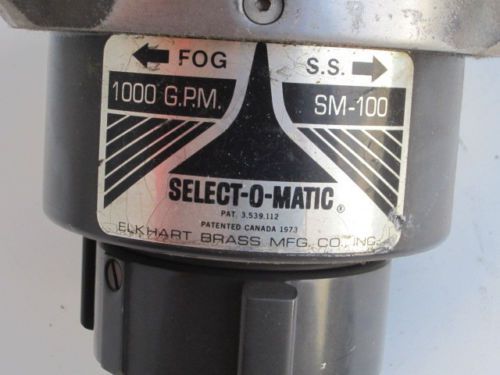 FOG S.S.
1000 G.P.M. SM-100
SELECT-O-MATIC®
PAT. 3,539,112
PATENTED CANADA 1973
ELKHART BRASS MFG. CO. INC.